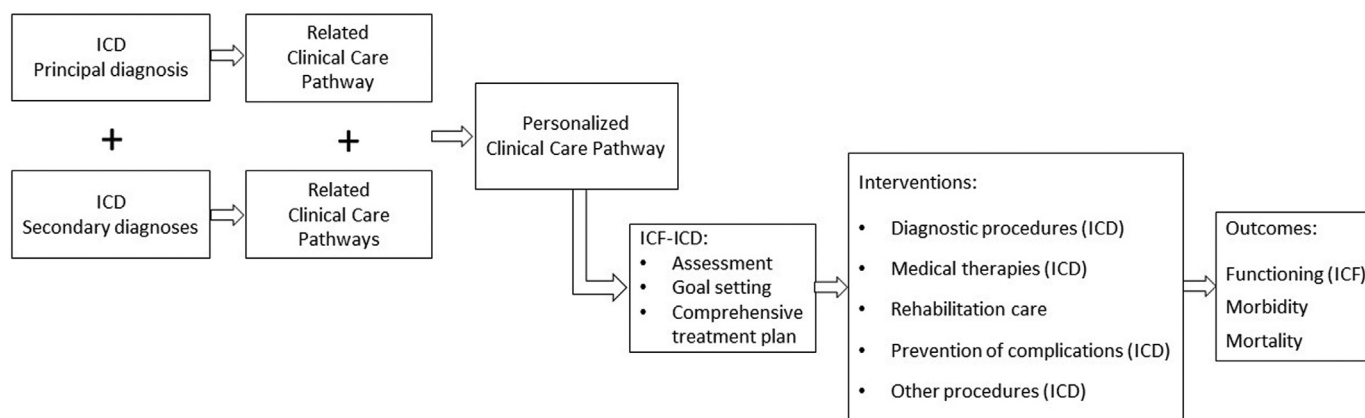 ICD
Principal diagnosis
Related
Clinical Care
Pathway
+
+
ICD
Secondary diagnoses
Related
Clinical Care
Pathways
Personalized
Clinical Care Pathway
ICF-ICD:
• Assessment
• Goal setting
• Comprehensive
treatment plan
Interventions:
• Diagnostic procedures (ICD)
• Medical therapies (ICD)
• Rehabilitation care
• Prevention of complications (ICD)
• Other procedures (ICD)
Outcomes:
Functioning (ICF)
Morbidity
Mortality